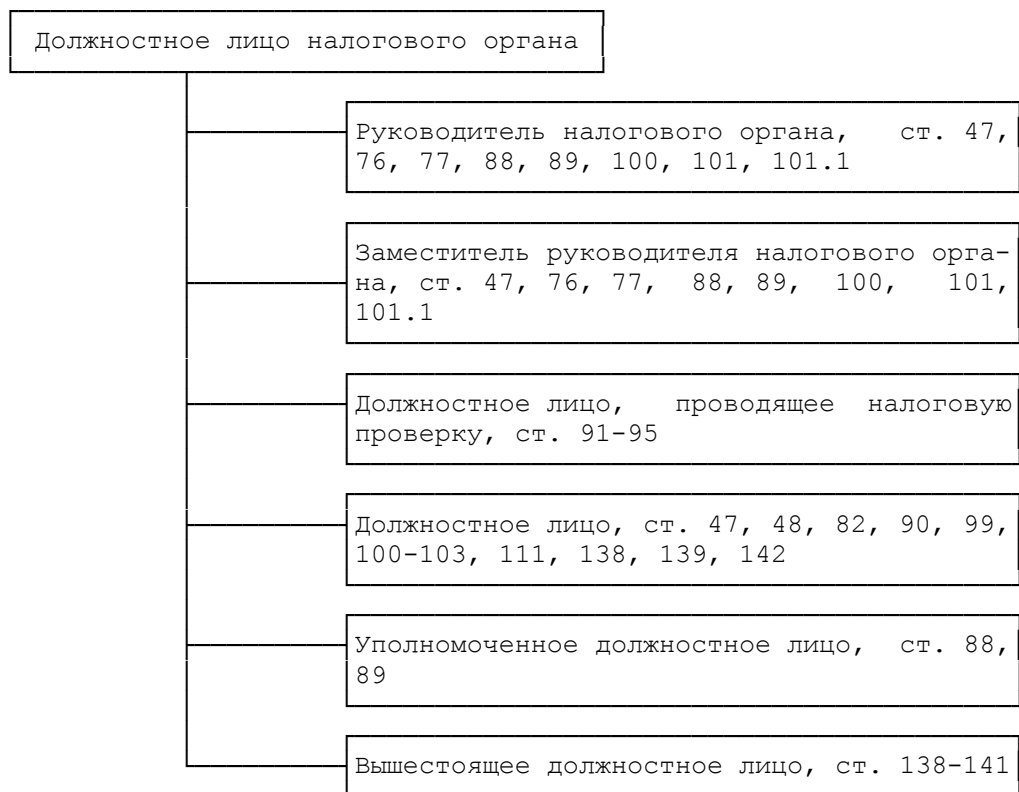 Должностное лицо налогового органа
Руководитель налогового органа, ст. 47,
76, 77, 88, 89, 100, 101, 101.1
Заместитель руководителя налогового орга-
на, ст. 47, 76, 77, 88, 89, 100, 101,
101.1
Должностное лицо, проводящее налоговую
проверку, ст. 91-95
Должностное лицо, ст. 47, 48, 82, 90, 99,
100-103, 111, 138, 139, 142
Уполномоченное должностное лицо, ст. 88,
89
Вышестоящее должностное лицо, ст. 138-141